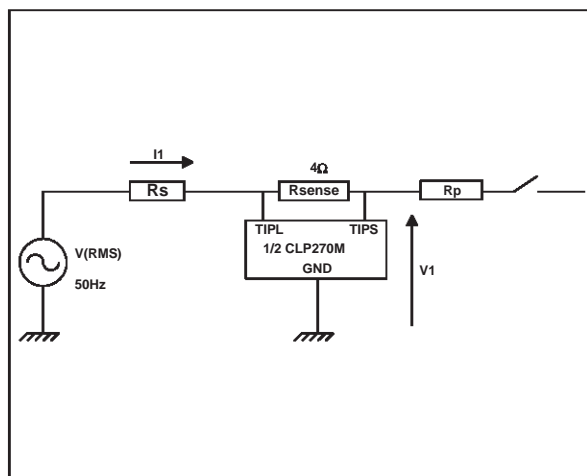 I1
4Ω
Rs
Rsense
Rp
TIPL TIPS
1/2 CLP270M
GND
V(RMS)
50Hz
V1